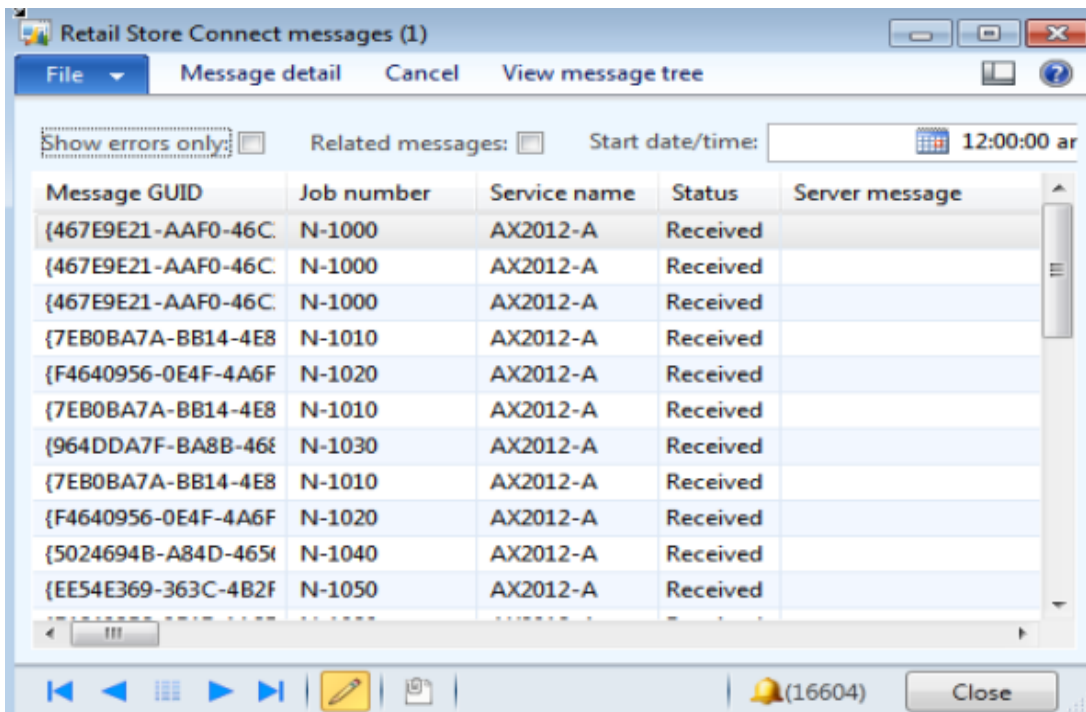 Retail Store Connect messages (1)
File Message detail Cancel View message tree
Show errors only: Related messages: Start date/time: 12:00:00 ar
Message GUID Job number Service name Status Server message
{467E9E21-AAF0-46C N-1000 AX2012-A Received
{467E9E21-AAF0-46C N-1000 AX2012-A Received
{467E9E21-AAF0-46C N-1000 AX2012-A Received
{7EB0BA7A-BB14-4E8 N-1010 AX2012-A Received
{F4640956-0E4F-4A6F N-1020 AX2012-A Received
{7EB0BA7A-BB14-4E8 N-1010 AX2012-A Received
{964DDA7F-BA8B-468 N-1030 AX2012-A Received
{7EB0BA7A-BB14-4E8 N-1010 AX2012-A Received
{F4640956-0E4F-4A6F N-1020 AX2012-A Received
{5024694B-A84D-4656 N-1040 AX2012-A Received
{EE54E369-363C-4B2F N-1050 AX2012-A Received
(16604) Close